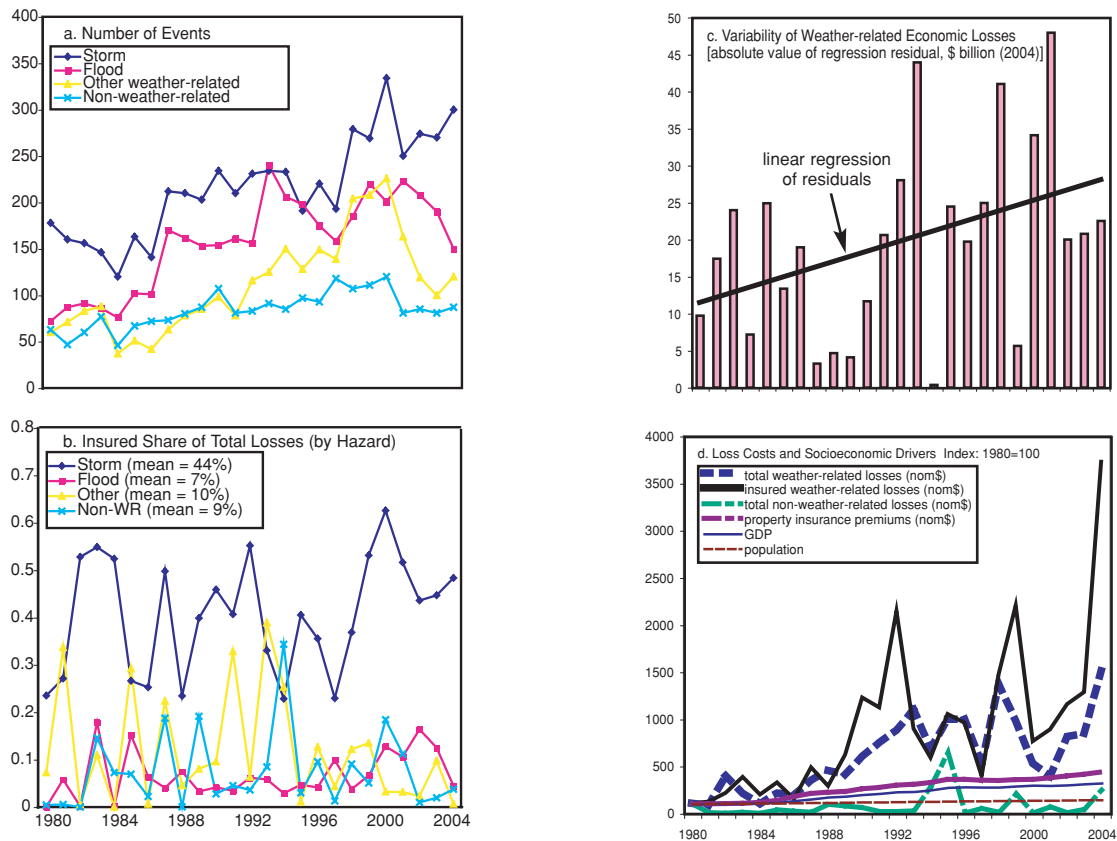 a. Number of Events
Storm
Flood
Other weather-related
Non-weather-related
400
350
300
250
200
150
100
50
0
c. Variability of Weather-related Economic Losses
[absolute value of regression residual, $ billion (2004)]
linear regression
of residuals
50
45
40
35
30
25
20
15
10
5
0
b. Insured Share of Total Losses (by Hazard)
Storm (mean = 44%)
Flood (mean = 7%)
Other (mean = 10%)
Non-WR (mean = 9%)
0.8
0.7
0.6
0.5
0.4
0.3
0.2
0.1
0
1980 1984 1988 1992 1996 2000 2004
d. Loss Costs and Socioeconomic Drivers Index: 1980=100
total weather-related losses (nom$)
insured weather-related losses (nom$)
total non-weather-related losses (nom$)
property insurance premiums (nom$)
GDP
population
4000
3500
3000
2500
2000
1500
1000
500
0
1980 1984 1988 1992 1996 2000 2004